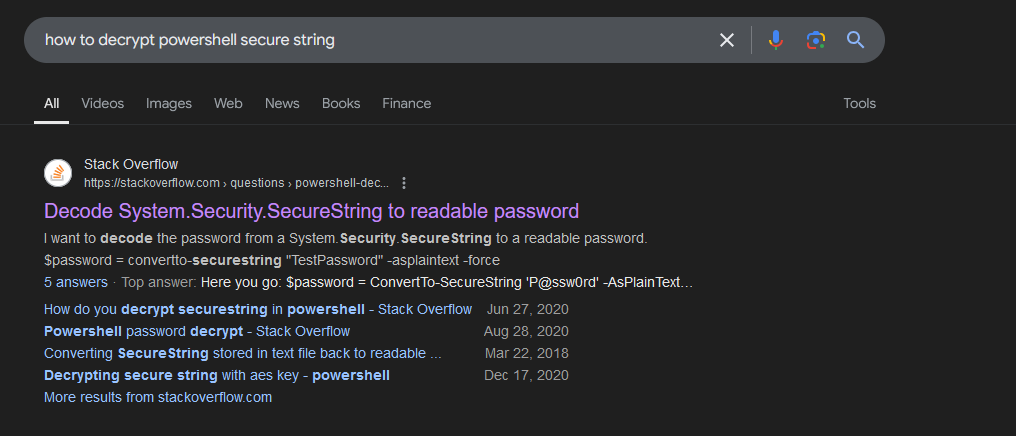 how to decrypt powershell secure string
All Videos Images Web News Books Finance Tools
Stack Overflow
https://stackoverflow.com › questions › powershell-dec...
Decode System.Security.SecureString to readable password
I want to decode the password from a System.Security.SecureString to a readable password.
$password = convertto-securestring "TestPassword" -asplaintext -force
5 answers · Top answer: Here you go: $password = ConvertTo-SecureString 'P@ssw0rd' -AsPlainText…
How do you decrypt securestring in powershell - Stack Overflow Jun 27, 2020
Powershell password decrypt - Stack Overflow Aug 28, 2020
Converting SecureString stored in text file back to readable ... Mar 22, 2018
Decrypting secure string with aes key - powershell Dec 17, 2020
More results from stackoverflow.com